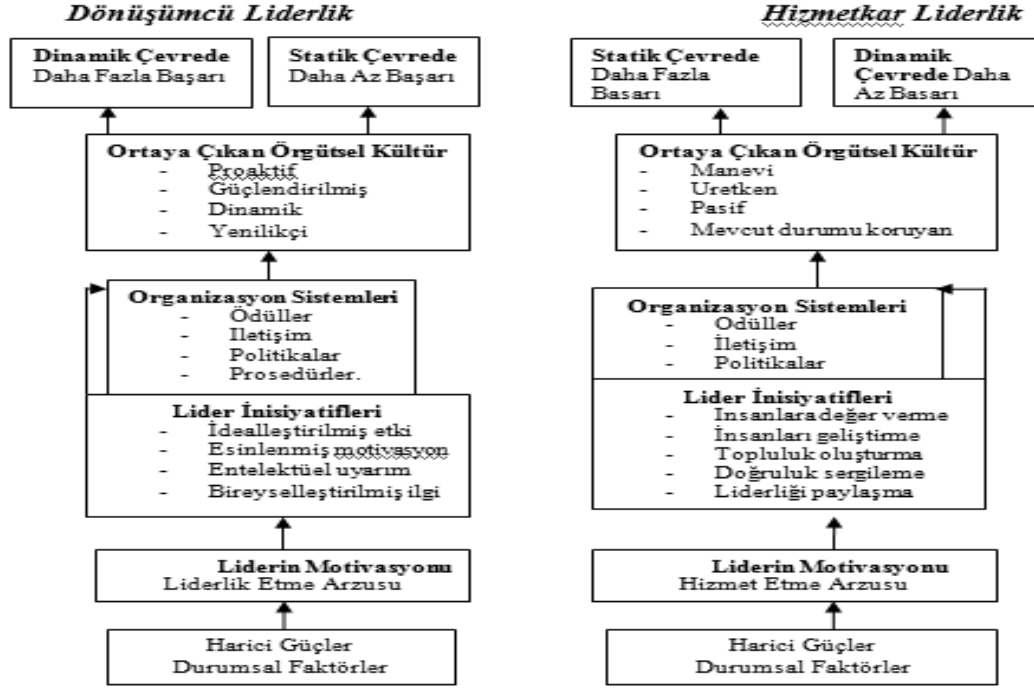 Dönüşümcü Liderlik
Dinamik Çevrede
Daha Fazla Başarı
Statik Çevrede
Daha Az Başarı
Ortaya Çıkan Örgütsel Kültür
- Proaktif
- Güçlendirilmiş
- Dinamik
- Yenilikçi
Organizasyon Sistemleri
- Ödüller
- Iletişim
- Politikalar
- Prosedürler.
Lider İnisiyatifleri
- İdealleştirilmiş etki
- Esinlenmiş motivasyon
- Entelektüel uyarım
- Bireyselleştirilmiş ilgi
Liderin Motivasyonu
Liderlik Etme Arzusu
Harici Güçler
Durumsal Faktörler
Hizmetkar Liderlik
Statik Çevrede
Daha Fazla
Basarı
Dinamik
Çevrede Daha
Az Basarı
Ortaya Çıkan Örgütsel Kültür
- Manevi
- Uretken
- Pasif
- Mevcut durumu koruyan
Organizasyon Sistemleri
- Odüller
- İletişim
- Politikalar
Lider İnisiyatifleri
- Insanlara değer verme
- İnsanları geliştirme
- Topluluk oluşturma
- Doğruluk sergileme
- Liderliği paylaşma
Liderin Motivasyonu
Hizmet Etme Arzusu
Harici Güçler
Durumsal Faktörler